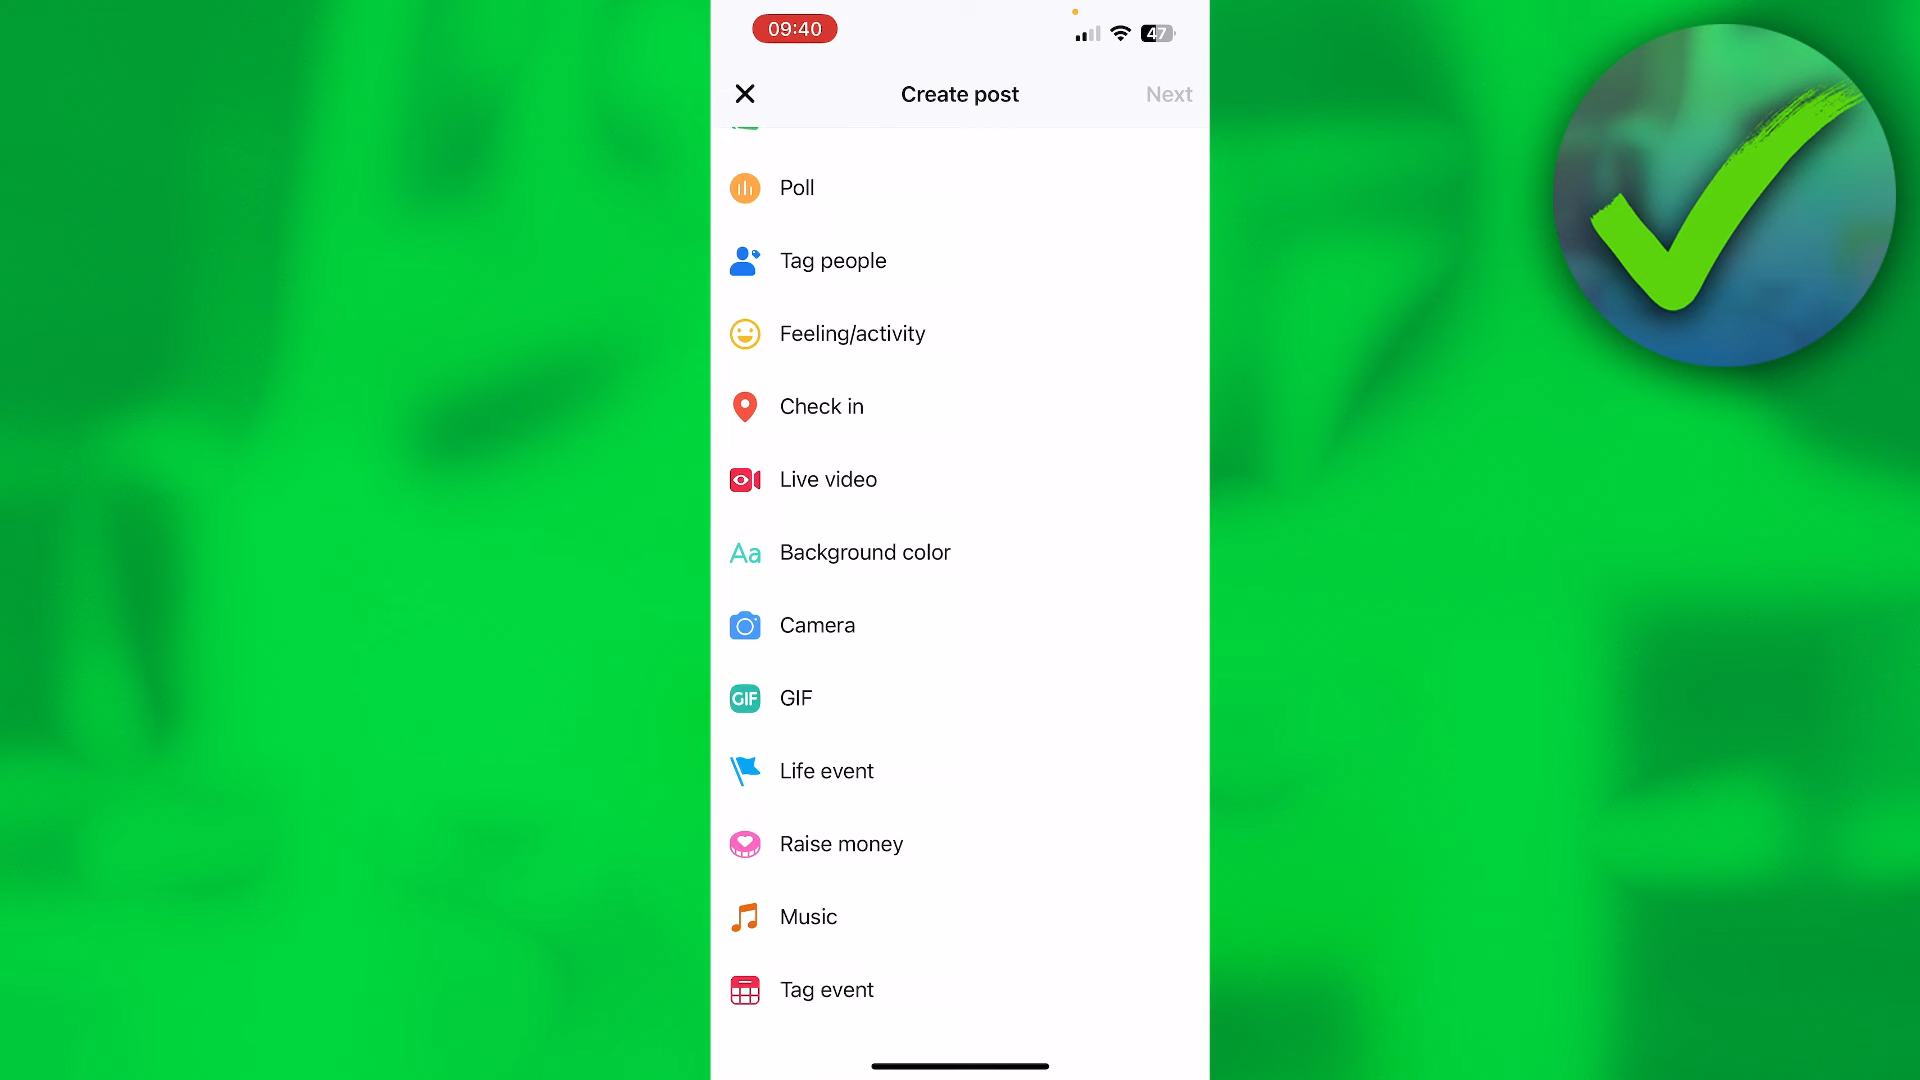 09:40
47
Create post
Next
Poll
Tag people
Feeling/activity
Check in
Live video
Aa Background color
Camera
GIF GIF
Life event
Raise money
Music
Tag event